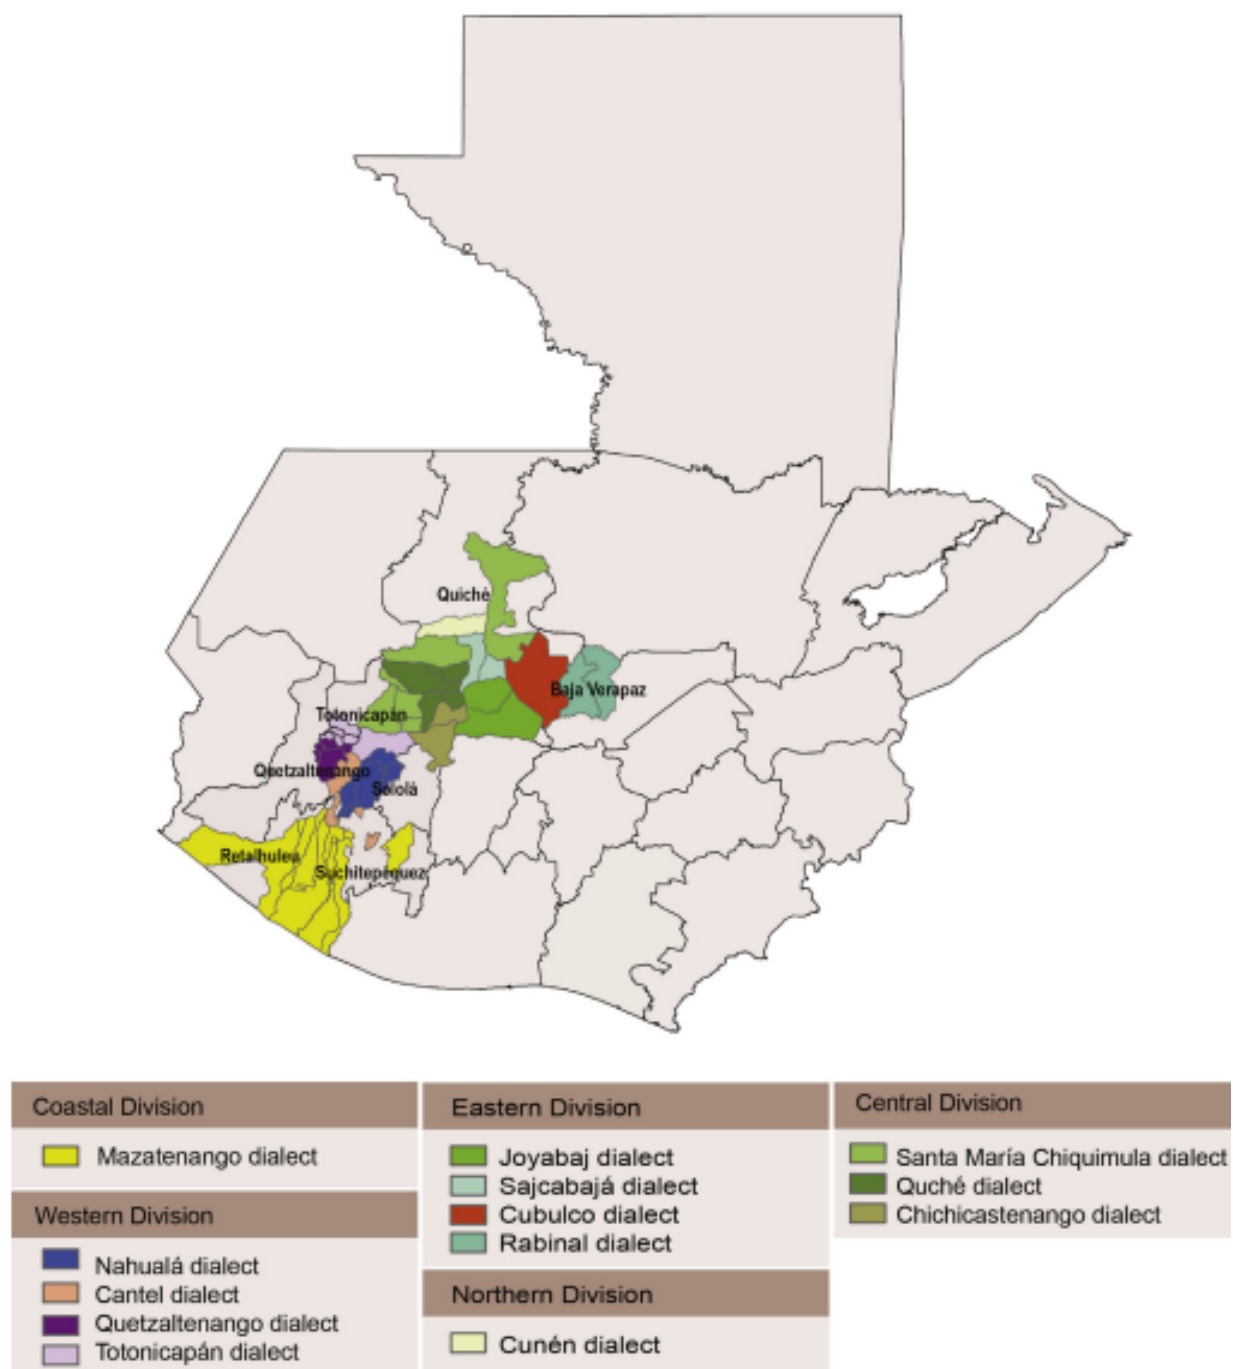 Quiché
Baja Verapaz
Totonicapán
Quetzaltenango
Sololá
Retalhuleu
Suchitepéquez
Coastal Division
Mazatenango dialect
Western Division
Nahualá dialect
Cantel dialect
Quetzaltenango dialect
Totonicapán dialect
Eastern Division
Joyabaj dialect
Sajcabajá dialect
Cubulco dialect
Rabinal dialect
Northern Division
Cunén dialect
Central Division
Santa María Chiquimula dialect
Quché dialect
Chichicastenango dialect